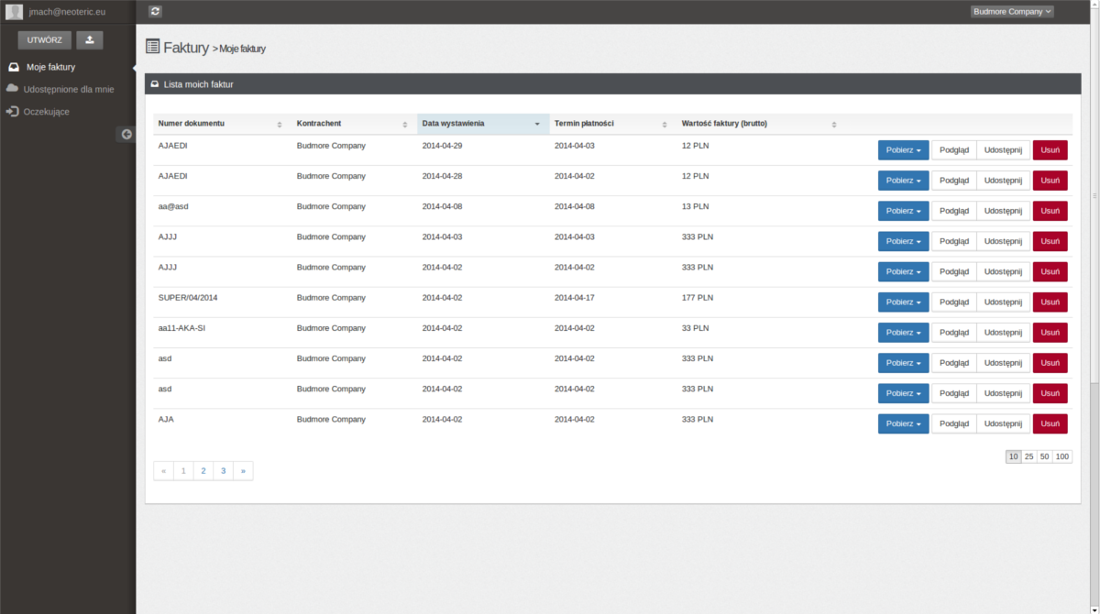 jmach@neoteric.eu
Budmore Company
UTWÓRZ
Moje faktury
Udostępnione dla mnie
Oczekujące
Faktury > Moje faktury
Lista moich faktur
Numer dokumentu Kontrachent Data wystawienia Termin płatności Wartość faktury (brutto)
AJAEDI Budmore Company 2014-04-29 2014-04-03 12 PLN Pobierz Podgląd Udostępnij Usuń
AJAEDI Budmore Company 2014-04-28 2014-04-02 12 PLN Pobierz Podgląd Udostępnij Usuń
aa@asd Budmore Company 2014-04-08 2014-04-08 13 PLN Pobierz Podgląd Udostępnij Usuń
AJJJ Budmore Company 2014-04-03 2014-04-03 333 PLN Pobierz Podgląd Udostępnij Usuń
AJJJ Budmore Company 2014-04-02 2014-04-02 333 PLN Pobierz Podgląd Udostępnij Usuń
SUPER/04/2014 Budmore Company 2014-04-02 2014-04-17 177 PLN Pobierz Podgląd Udostępnij Usuń
aa11-AKA-SI Budmore Company 2014-04-02 2014-04-02 33 PLN Pobierz Podgląd Udostępnij Usuń
asd Budmore Company 2014-04-02 2014-04-02 333 PLN Pobierz Podgląd Udostępnij Usuń
asd Budmore Company 2014-04-02 2014-04-02 333 PLN Pobierz Podgląd Udostępnij Usuń
AJA Budmore Company 2014-04-02 2014-04-02 333 PLN Pobierz Podgląd Udostępnij Usuń
10 25 50 100
« 1 2 3 »